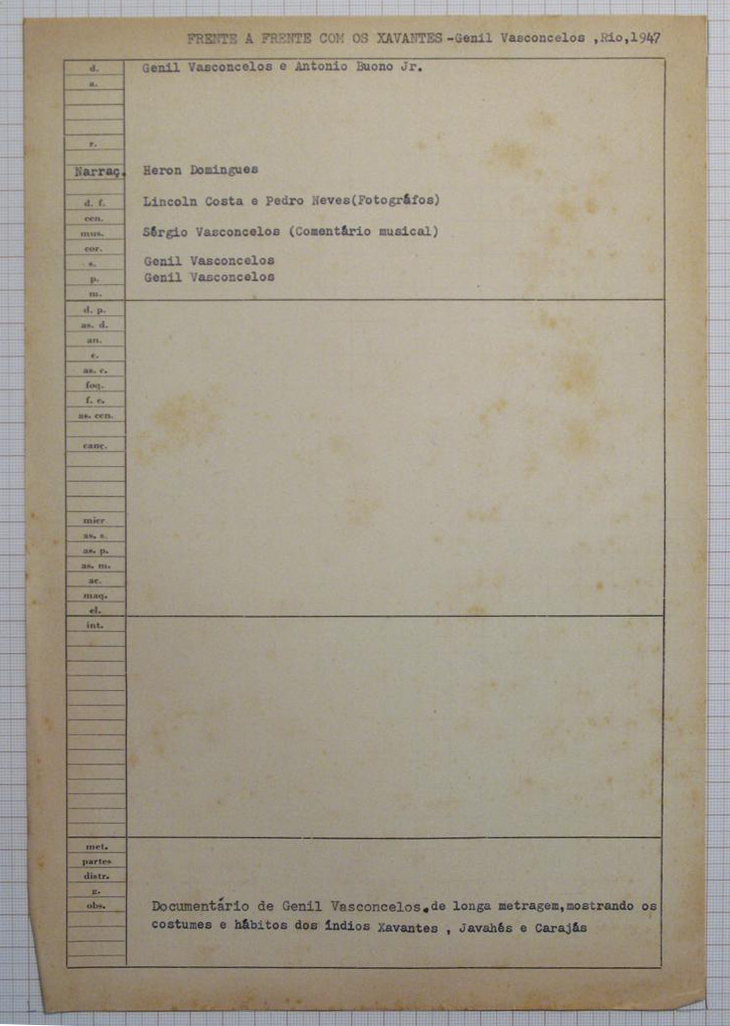 FRENTE A FRENTE COM OS XAVANTES -Genil Vasconcelos ,Rio,1947
d. Genil Vasconcelos e Antonio Buono Jr.
a.
r.
Narraç. Heron Domingues
d. f. Lincoln Costa e Pedro Neves(Fotográfos)
cen.
mus. Sérgio Vasconcelos (Comentário musical)
cor.
e. Genil Vasconcelos
p. Genil Vasconcelos
m.
d. p.
as. d.
an.
c.
as. c.
foq.
f. c.
as. cen.
canç.
micr
as. e.
as. p.
as. m.
ac.
maq.
el.
int.
met.
partes
distr.
g.
obs. Documentário de Genil Vasconcelos.de longa metragem,mostrando os
costumes e hábitos dos índios Xavantes , Javahés e Carajás